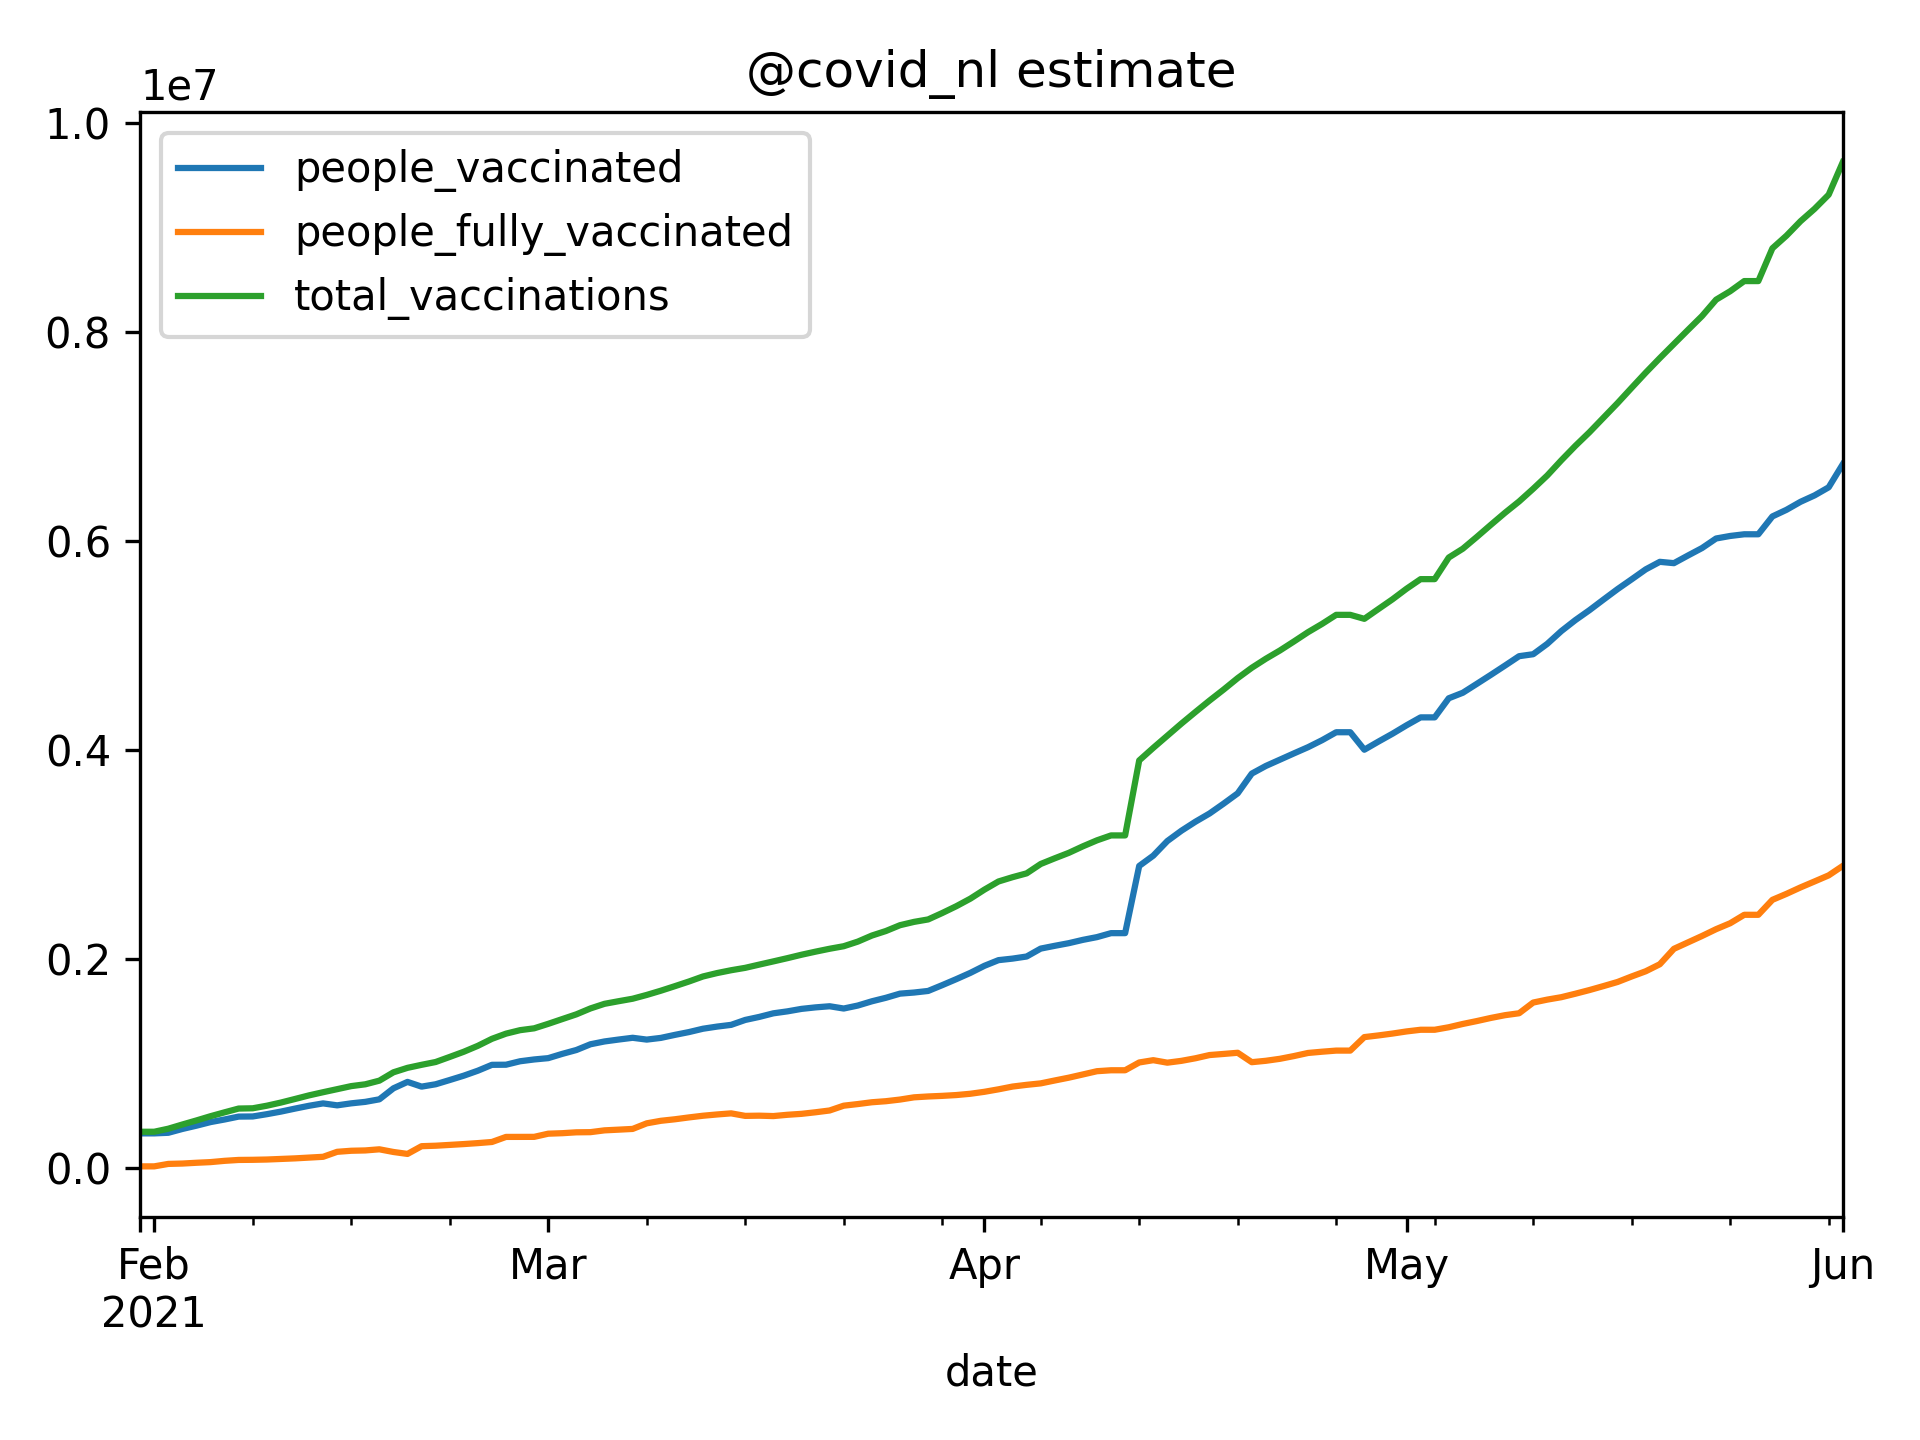 @covid_nl estimate
1e7
1.0
0.8
0.6
0.4
0.2
0.0
people_vaccinated
people_fully_vaccinated
total_vaccinations
Feb Mar Apr May Jun
2021
date